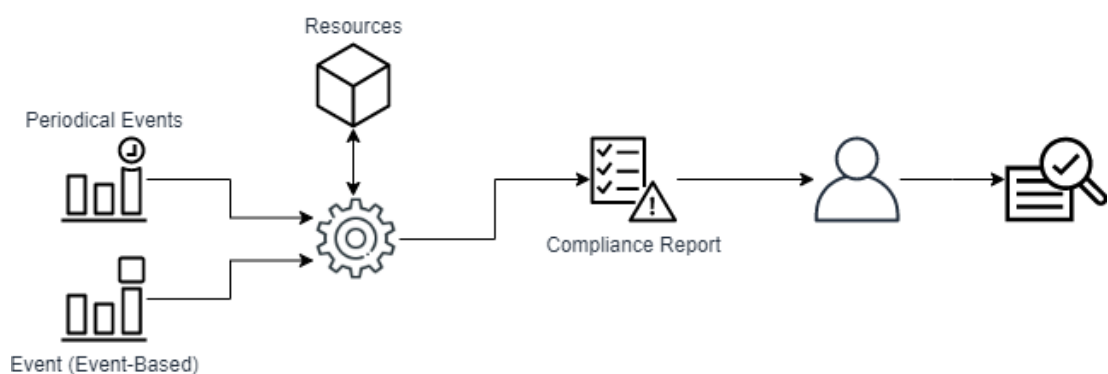 Resources
Periodical Events
Compliance Report
Event (Event-Based)